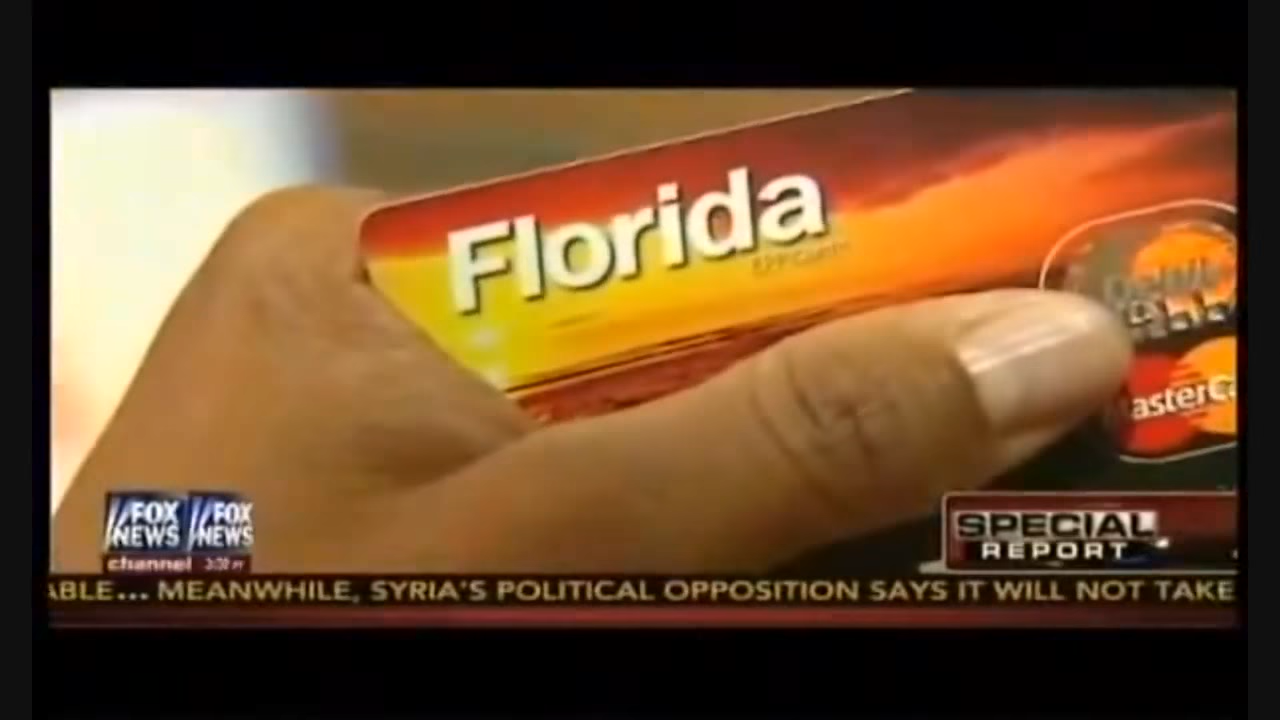 Florida
EPPICard
MasterCa
FOX NEWS channel
FOX NEWS
SPECIAL
REPORT
ABLE... MEANWHILE, SYRIA'S POLITICAL OPPOSITION SAYS IT WILL NOT TAKE